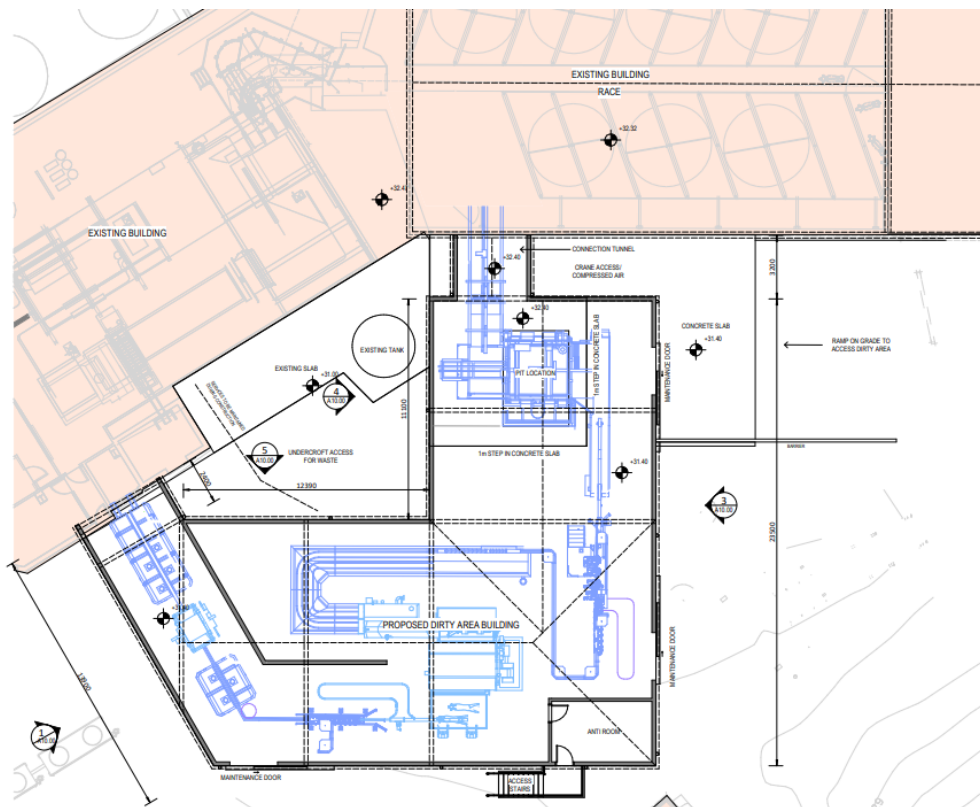 EXISTING BUILDING
RACE
+32.32
+32.4
EXISTING BUILDING
CONNECTION TUNNEL
+32.40
CRANE ACCESS/
COMPRESSED AIR
3200
+32.40
CONCRETE SLAB
+31.40
RAMP ON GRADE TO
ACCESS DIRTY AREA
EXISTING TANK
EXISTING SLAB
+31.00
PIT LOCATION
1m STEP IN CONCRETE SLAB
MAINTENANCE DOOR
4
A10.00
11100
BARRIER
5
A10.00
UNDERCROFT ACCESS
FOR WASTE
1m STEP IN CONCRETE SLAB
+31.40
2600
12390
3
A10.00
23500
+31.40
PROPOSED DIRTY AREA BUILDING
MAINTENANCE DOOR
1
A10.00
ANTI ROOM
MAINTENANCE DOOR
ACCESS
STAIRS